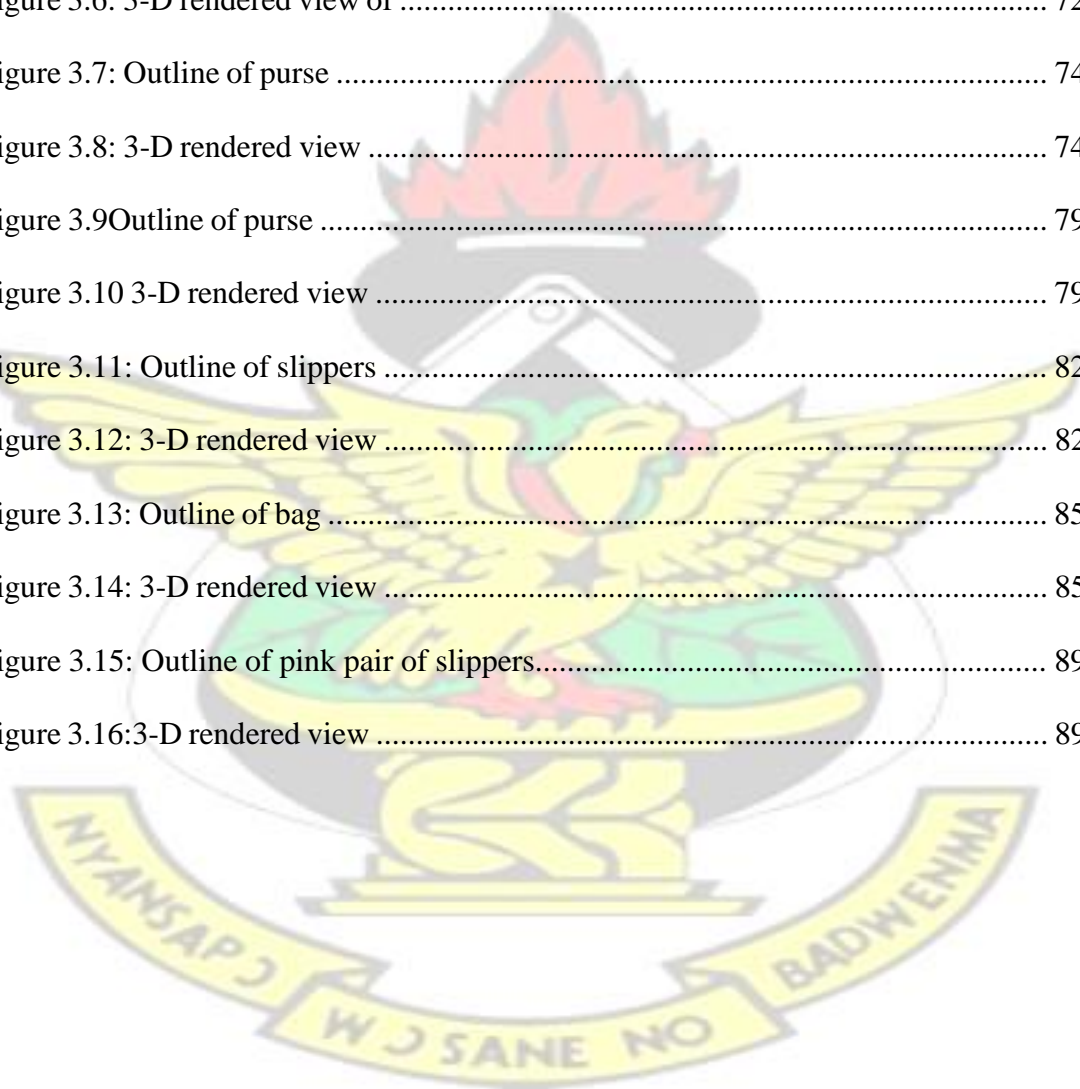 igure 3.6: 3-D rendered view of ........................................................................................ 72
igure 3.7: Outline of purse ................................................................................................ 74
igure 3.8: 3-D rendered view ............................................................................................ 74
igure 3.9Outline of purse .................................................................................................. 79
igure 3.10 3-D rendered view ........................................................................................... 79
igure 3.11: Outline of slippers .......................................................................................... 82
igure 3.12: 3-D rendered view .......................................................................................... 82
igure 3.13: Outline of bag ................................................................................................. 85
igure 3.14: 3-D rendered view .......................................................................................... 85
igure 3.15: Outline of pink pair of slippers....................................................................... 89
igure 3.16:3-D rendered view ........................................................................................... 89
NYANSAPƆ
WƆ SANE NO
BADWENMA